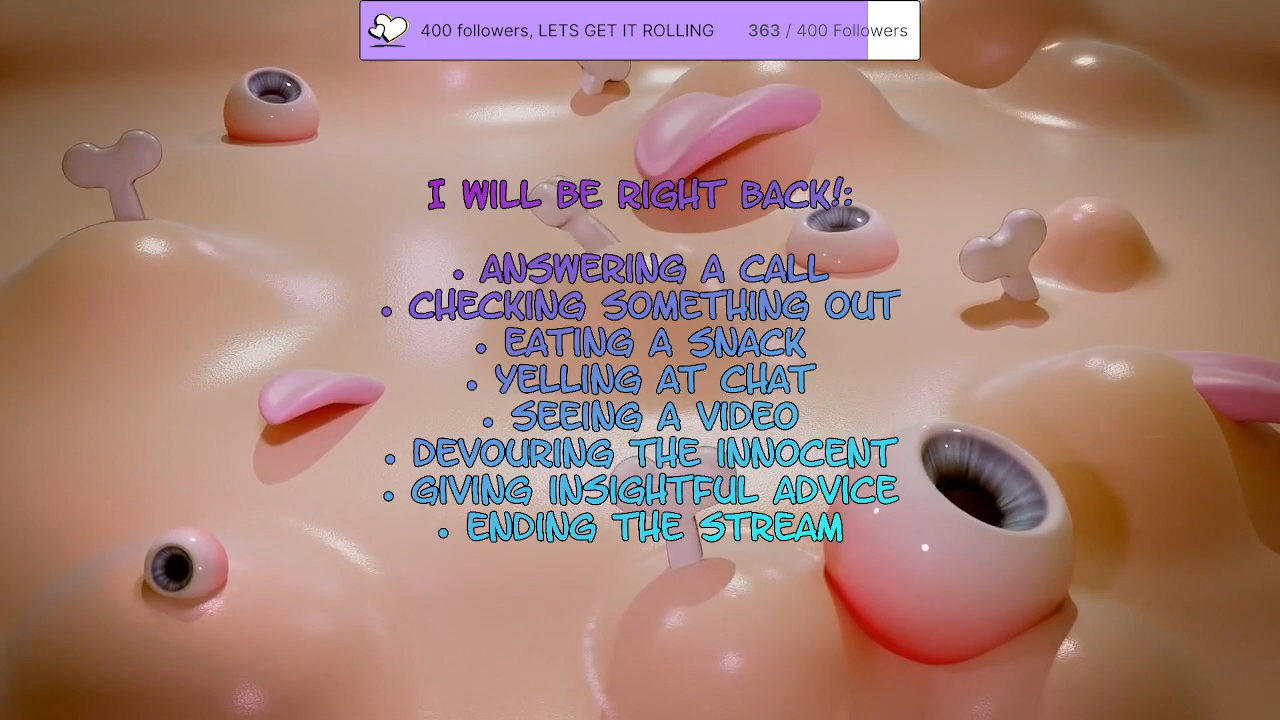 400 followers, LETS GET IT ROLLING 363 / 400 Followers
I WILL BE RIGHT BACK!:
• ANSWERING A CALL
• CHECKING SOMETHING OUT
• EATING A SNACK
• YELLING AT CHAT
• SEEING A VIDEO
• DEVOURING THE INNOCENT
• GIVING INSIGHTFUL ADVICE
• ENDING THE STREAM